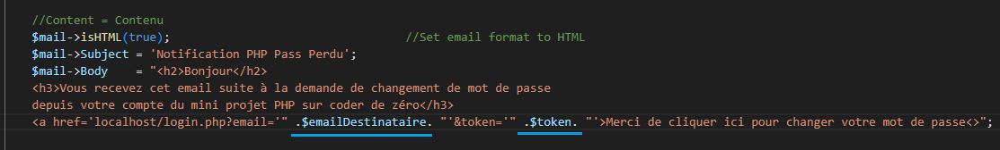 //Content = Contenu
$mail->isHTML(true);                                 //Set email format to HTML
$mail->Subject = 'Notification PHP Pass Perdu';
$mail->Body    = "<h2>Bonjour</h2>
<h3>Vous recevez cet email suite à la demande de changement de mot de passe
depuis votre compte du mini projet PHP sur coder de zéro</h3>
<a href='localhost/login.php?email='" .$emailDestinataire. "'&token='" .$token. "'>Merci de cliquer ici pour changer votre mot de passe<>";